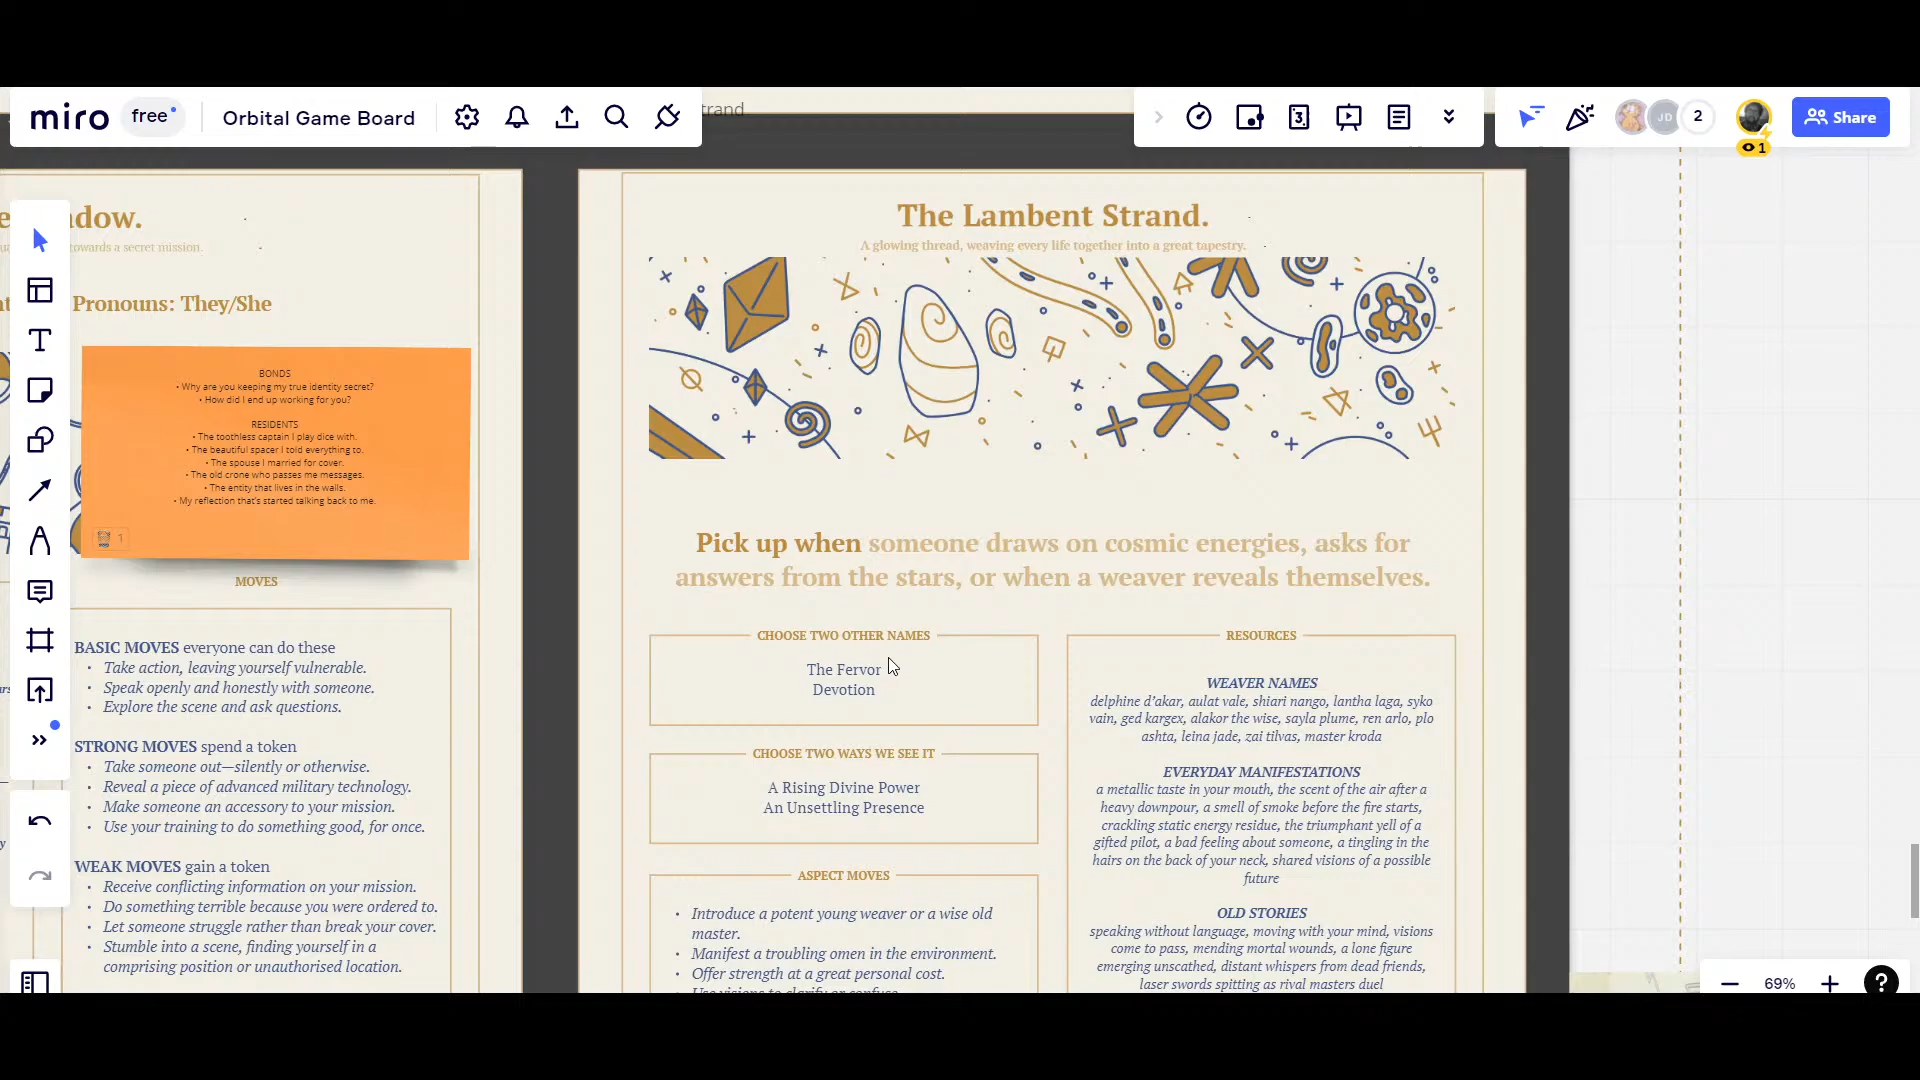 trand
miro
free
Orbital Game Board
3
JD
2
Share
1
dow.
towards a secret mission.
Pronouns: They/She
BONDS
• Why are you keeping my true identity secret?
• How did I end up working for you?
RESIDENTS
• The toothless captain I play dice with.
• The beautiful spacer I told everything to.
• The spouse I married for cover.
• The old crone who passes me messages.
• The entity that lives in the walls.
• My reflection that's started talking back to me.
1
MOVES
BASIC MOVES everyone can do these
• Take action, leaving yourself vulnerable.
• Speak openly and honestly with someone.
• Explore the scene and ask questions.
STRONG MOVES spend a token
• Take someone out—silently or otherwise.
• Reveal a piece of advanced military technology.
• Make someone an accessory to your mission.
• Use your training to do something good, for once.
WEAK MOVES gain a token
• Receive conflicting information on your mission.
• Do something terrible because you were ordered to.
• Let someone struggle rather than break your cover.
• Stumble into a scene, finding yourself in a
comprising position or unauthorised location.
The Lambent Strand.
A glowing thread, weaving every life together into a great tapestry.
Pick up when someone draws on cosmic energies, asks for
answers from the stars, or when a weaver reveals themselves.
CHOOSE TWO OTHER NAMES
The Fervor
Devotion
CHOOSE TWO WAYS WE SEE IT
A Rising Divine Power
An Unsettling Presence
ASPECT MOVES
• Introduce a potent young weaver or a wise old
master.
• Manifest a troubling omen in the environment.
• Offer strength at a great personal cost.
• Use visions to clarify or confuse.
RESOURCES
WEAVER NAMES
delphine d'akar, aulat vale, shiari nango, lantha laga, syko
vain, ged kargex, alakor the wise, sayla plume, ren arlo, plo
ashta, leina jade, zai tilvas, master kroda
EVERYDAY MANIFESTATIONS
a metallic taste in your mouth, the scent of the air after a
heavy downpour, a smell of smoke before the fire starts,
crackling static energy residue, the triumphant yell of a
gifted pilot, a bad feeling about someone, a tingling in the
hairs on the back of your neck, shared visions of a possible
future
OLD STORIES
speaking without language, moving with your mind, visions
come to pass, mending mortal wounds, a lone figure
emerging unscathed, distant whispers from dead friends,
laser swords spitting as rival masters duel
69%
?